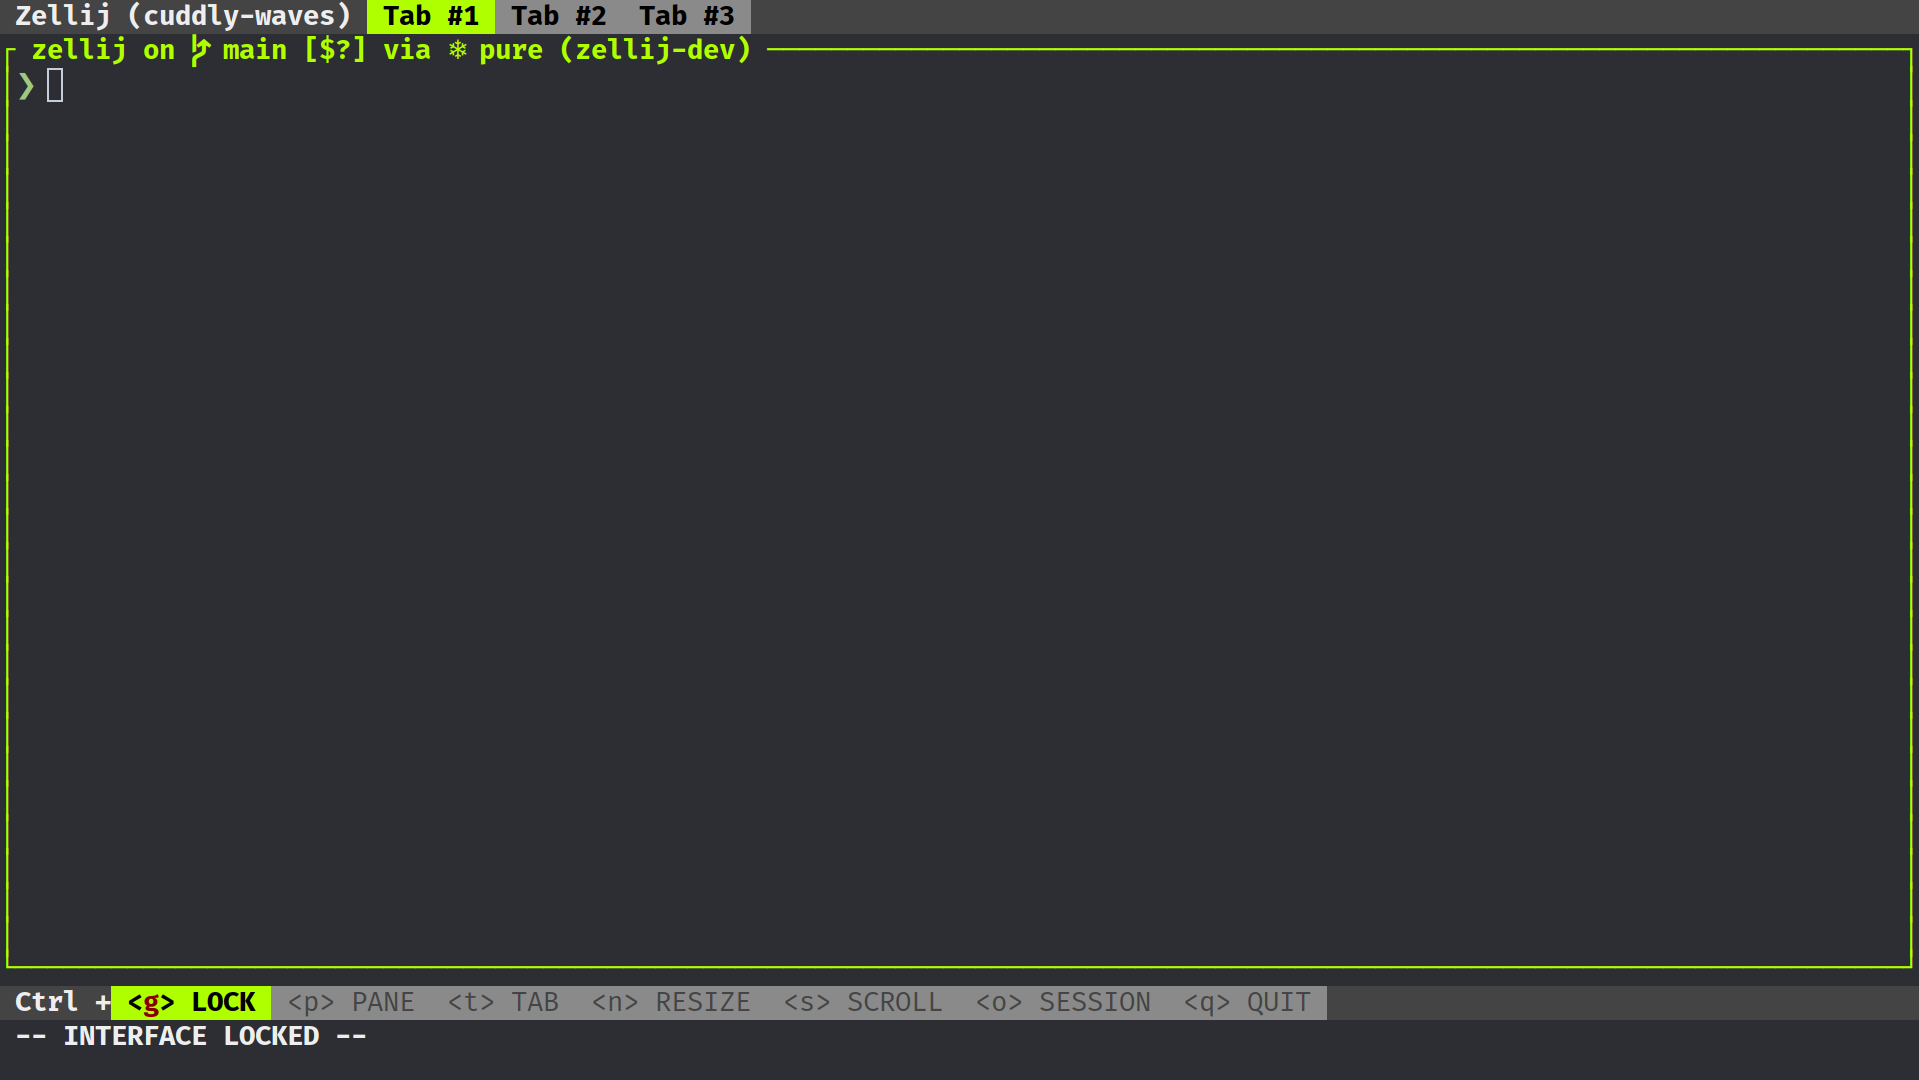 Zellij (cuddly-waves) Tab #1 Tab #2 Tab #3
zellij on main [$?] via ❄ pure (zellij-dev)
❯
Ctrl + <g> LOCK <p> PANE <t> TAB <n> RESIZE <s> SCROLL <o> SESSION <q> QUIT
-- INTERFACE LOCKED --